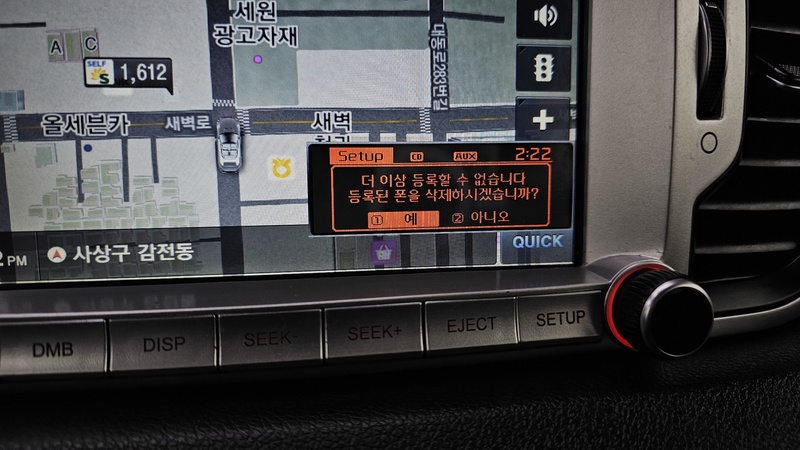 세원
광고자재
대동로283번길
A C
SELF
S
1,612
올세븐카
새벽로
새벽
Setup CD AUX 2:22
더 이상 등록할 수 없습니다
등록된 폰을 삭제하시겠습니까?
① 예 ② 아니오
PM
사상구 감전동
QUICK
DMB
DISP
SEEK-
SEEK+
EJECT
SETUP